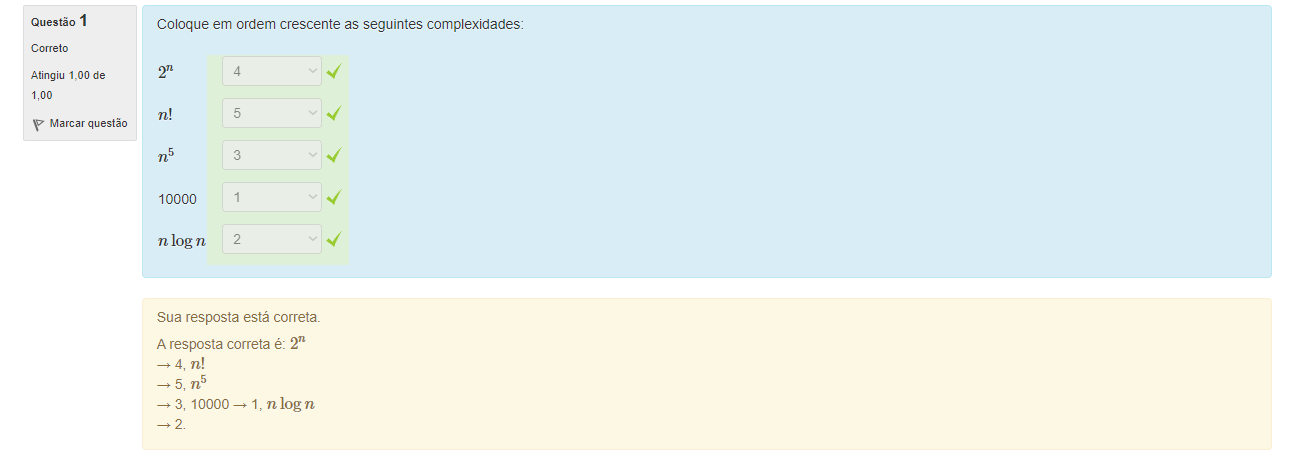 Questão 1
Correto
Atingiu 1,00 de
1,00
Marcar questão
Coloque em ordem crescente as seguintes complexidades:
2^n 4
n! 5
n^5 3
10000 1
n log n 2
Sua resposta está correta.
A resposta correta é: 2^n
→ 4, n!
→ 5, n^5
→ 3, 10000 → 1, n log n
→ 2.